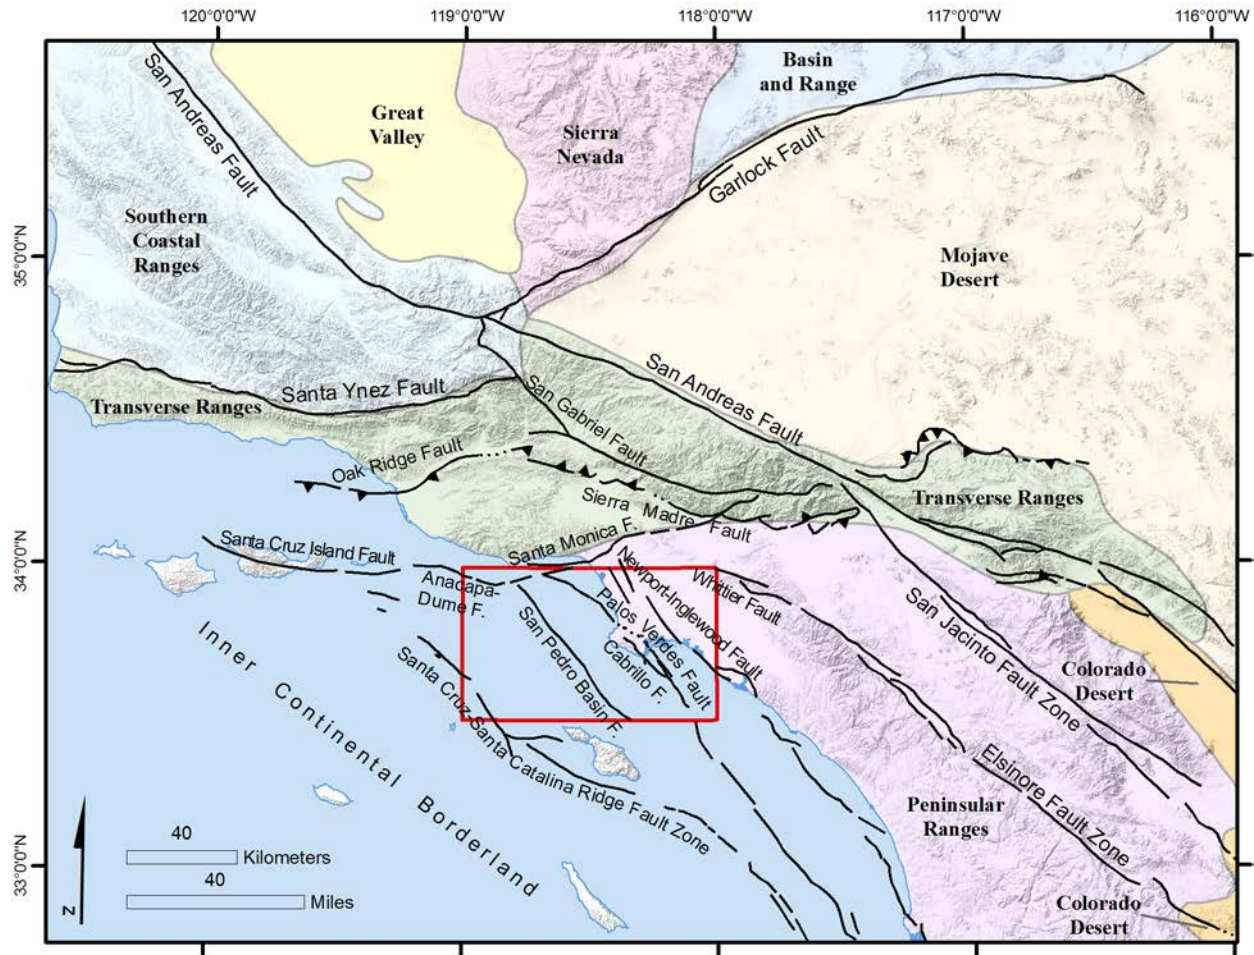 120°0'0"W
119°0'0"W
118°0'0"W
117°0'0"W
116°0'0"W
35°0'0"N
34°0'0"N
33°0'0"N
San Andreas Fault
Great
Valley
Sierra
Nevada
Basin
and Range
Garlock Fault
Southern
Coastal
Ranges
Mojave
Desert
Santa Ynez Fault
Transverse Ranges
San Gabriel Fault
San Andreas Fault
Oak Ridge Fault
Sierra Madre Fault
Transverse Ranges
Santa Monica F.
Santa Cruz Island Fault
Anacapa-
Dume F.
Newport-Inglewood Fault
Whittier Fault
Palos Verdes Fault
Cabrillo F.
San Pedro Basin F.
San Jacinto Fault Zone
Colorado
Desert
Santa Cruz-Santa Catalina Ridge Fault Zone
Inner Continental Borderland
Elsinore Fault Zone
Peninsular
Ranges
Colorado
Desert
40
Kilometers
40
Miles
N